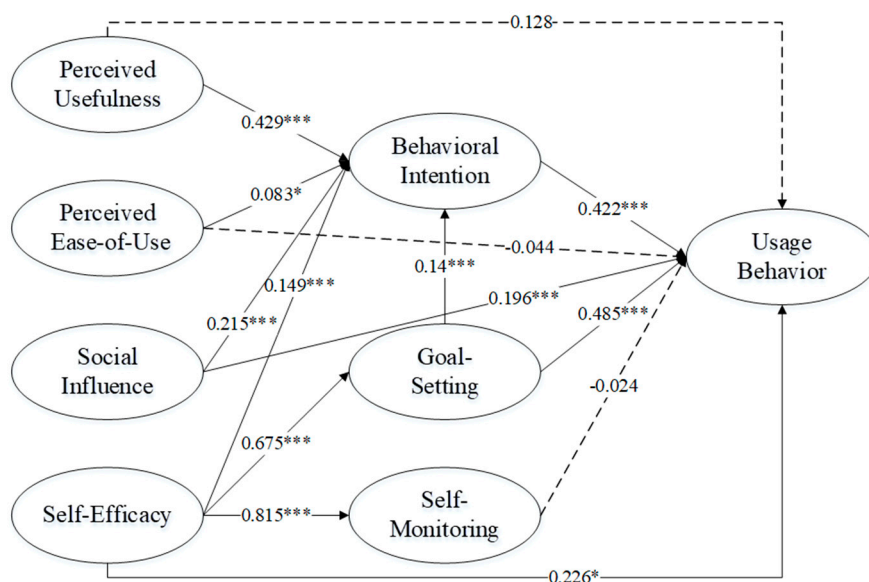 0.128
Perceived
Usefulness
0.429***
Behavioral
Intention
0.083*
0.422***
Perceived
Ease-of-Use
-0.044
Usage
Behavior
0.14***
0.149***
0.196***
0.215***
0.485***
Social
Influence
Goal-
Setting
-0.024
0.675***
Self-Efficacy
0.815***
Self-
Monitoring
0.226*